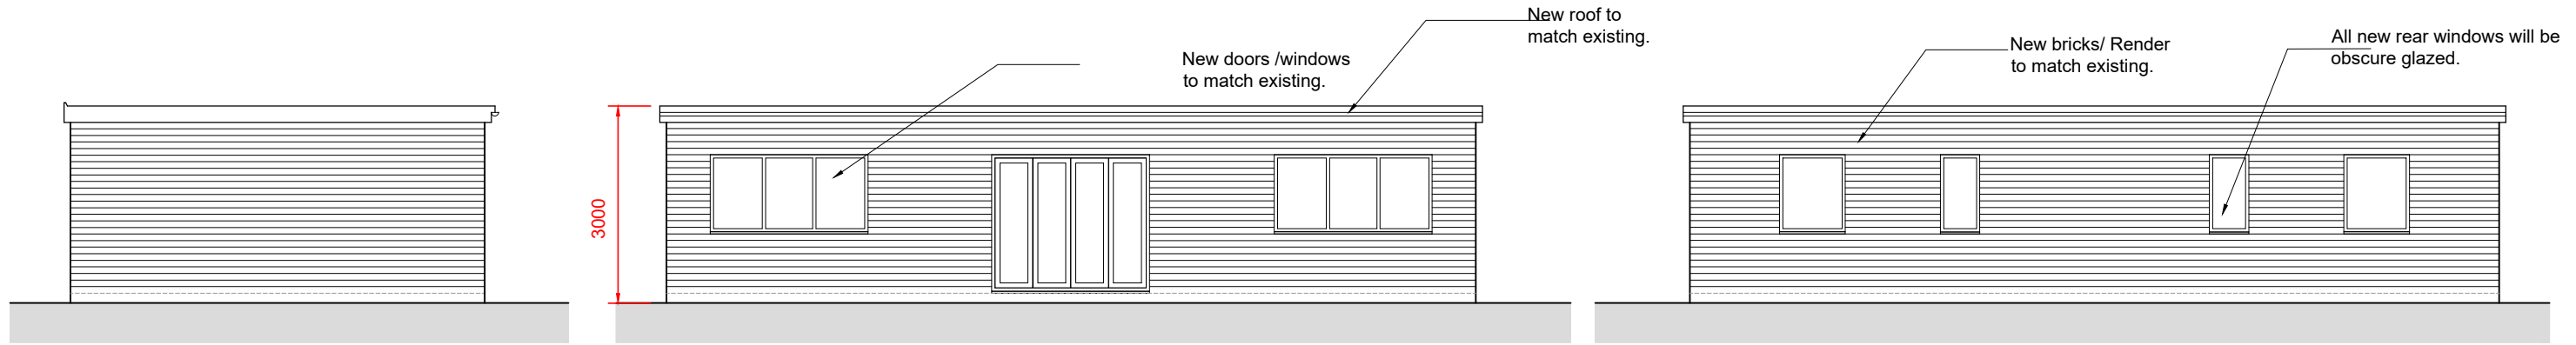 New roof to
match existing.
New doors /windows
to match existing.
3000
New bricks/ Render
to match existing.
All new rear windows will be
obscure glazed.